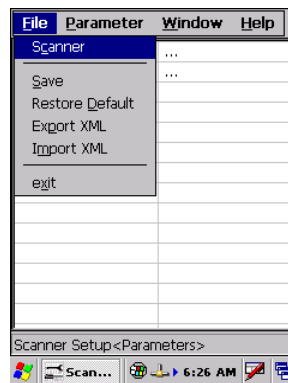 File Parameter Window Help
Scanner
...
...
Save
Restore Default
Export XML
Import XML
exit
Scanner Setup<Parameters>
Scan... 6:26 AM